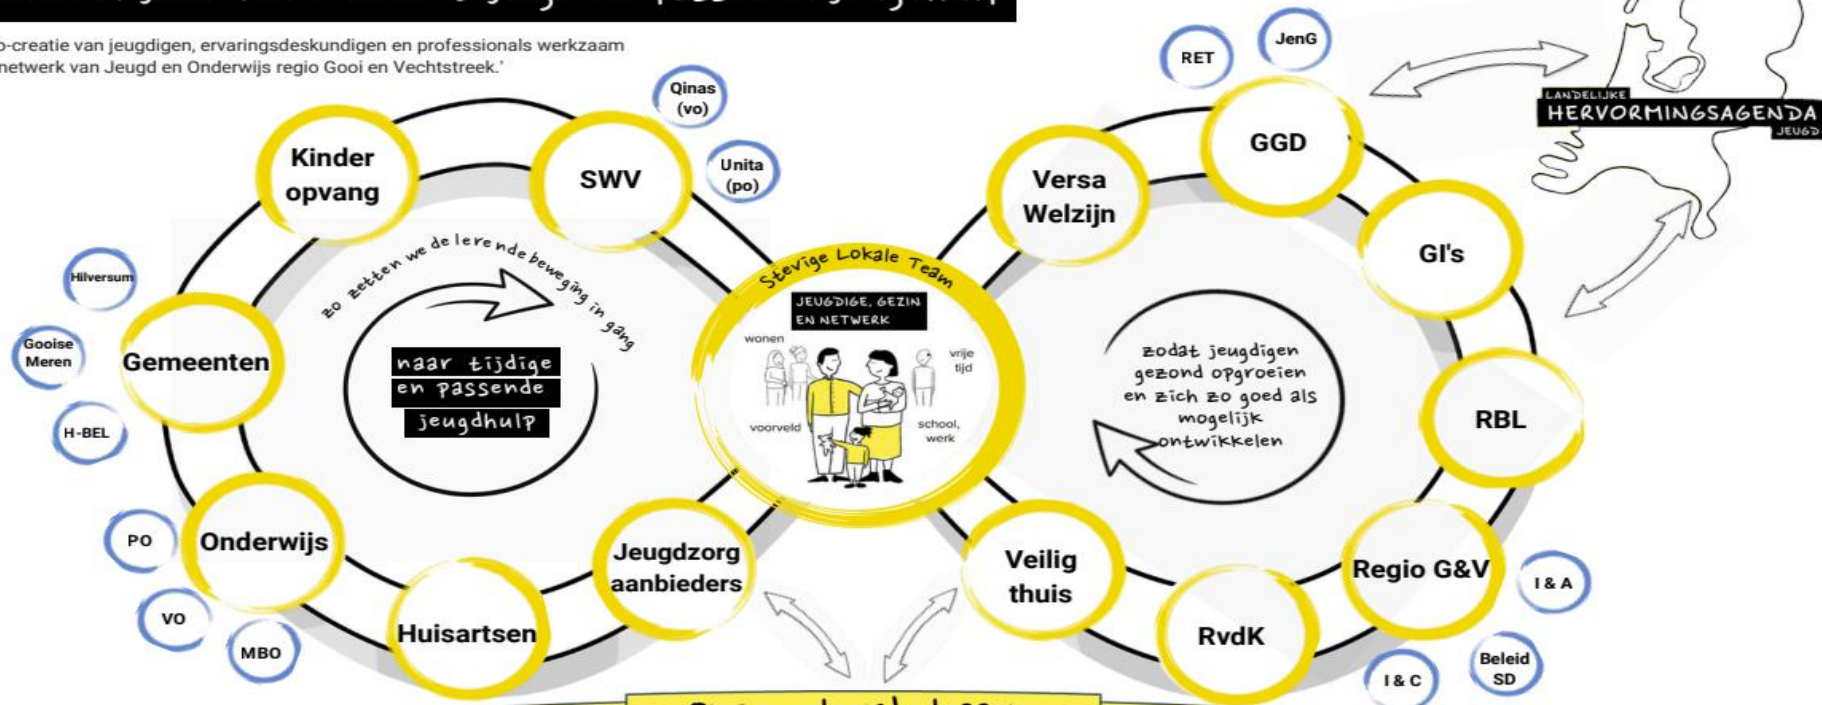 o-creatie van jeugdigen, ervaringsdeskundigen en professionals werkzaam
netwerk van Jeugd en Onderwijs regio Gooi en Vechtstreek.'
Kinder
opvang
SWV
Qinas
(vo)
Unita
(po)
Hilversum
Gooise
Meren
H-BEL
Gemeenten
PO
VO
MBO
Onderwijs
Huisartsen
Jeugdzorg
aanbieders
zo zetten we de lerende beweging in gang
naar tijdige
en passende
jeugdhulp
Stevige Lokale Team
JEUGDIGE, GEZIN
EN NETWERK
wonen
vrije
tijd
voorveld
school,
werk
Versa
Welzijn
RET
JenG
GGD
GI's
RBL
Regio G&V
I & A
Beleid
SD
I & C
RvdK
Veilig
thuis
zodat jeugdigen
gezond opgroeien
en zich zo goed als
mogelijk
ontwikkelen
LANDELIJKE
HERVORMINGSAGENDA
JEUGD